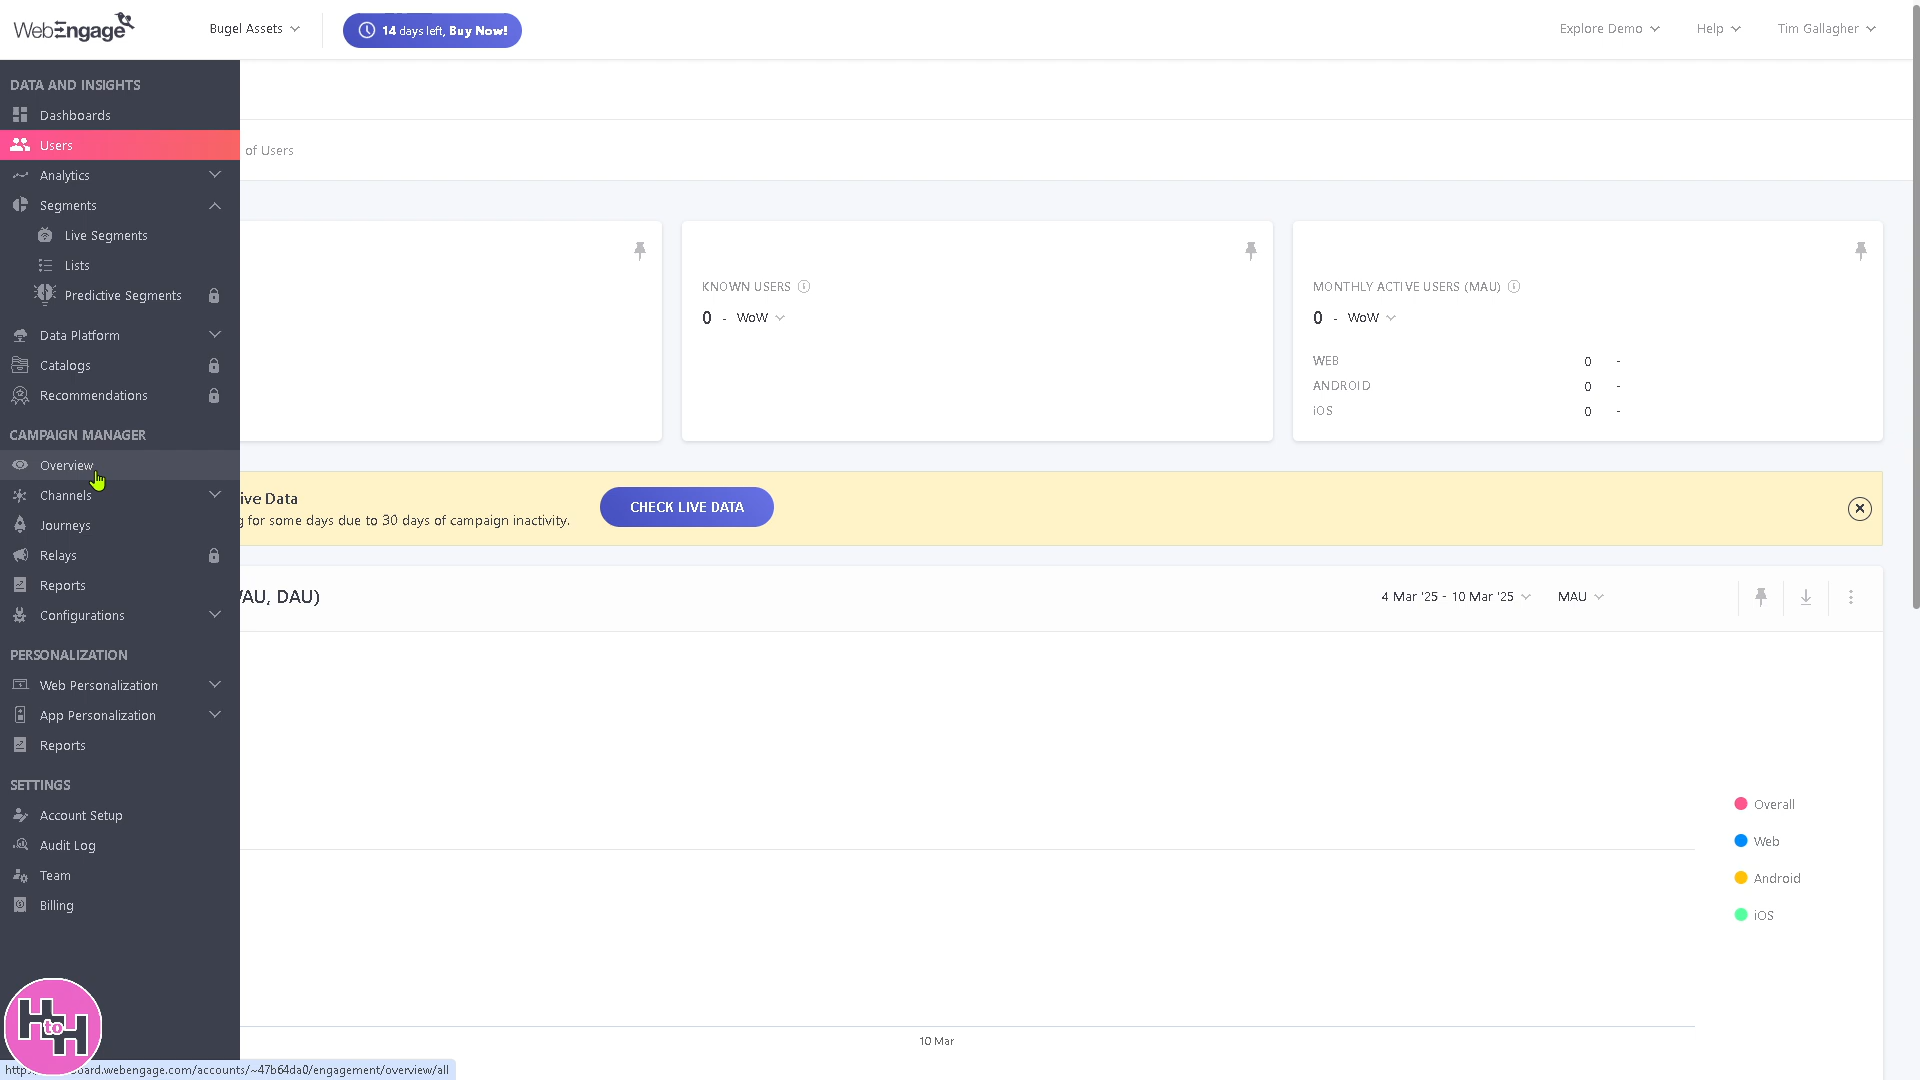 WebEngage
Bugel Assets
14 days left, Buy Now!
Explore Demo
Help
Tim Gallagher
DATA AND INSIGHTS
Dashboards
Users
Analytics
Segments
Live Segments
Lists
Predictive Segments
Data Platform
Catalogs
Recommendations
CAMPAIGN MANAGER
Overview
Channels
Journeys
Relays
Reports
Configurations
PERSONALIZATION
Web Personalization
App Personalization
Reports
SETTINGS
Account Setup
Audit Log
Team
Billing
H to H
of Users
KNOWN USERS
0 - WoW
MONTHLY ACTIVE USERS (MAU)
0 - WoW
WEB 0 -
ANDROID 0 -
iOS 0 -
ive Data
g for some days due to 30 days of campaign inactivity.
CHECK LIVE DATA
AU, DAU)
4 Mar '25 - 10 Mar '25
MAU
Overall
Web
Android
iOS
10 Mar
oard.webengage.com/accounts/~47b64da0/engagement/overview/all